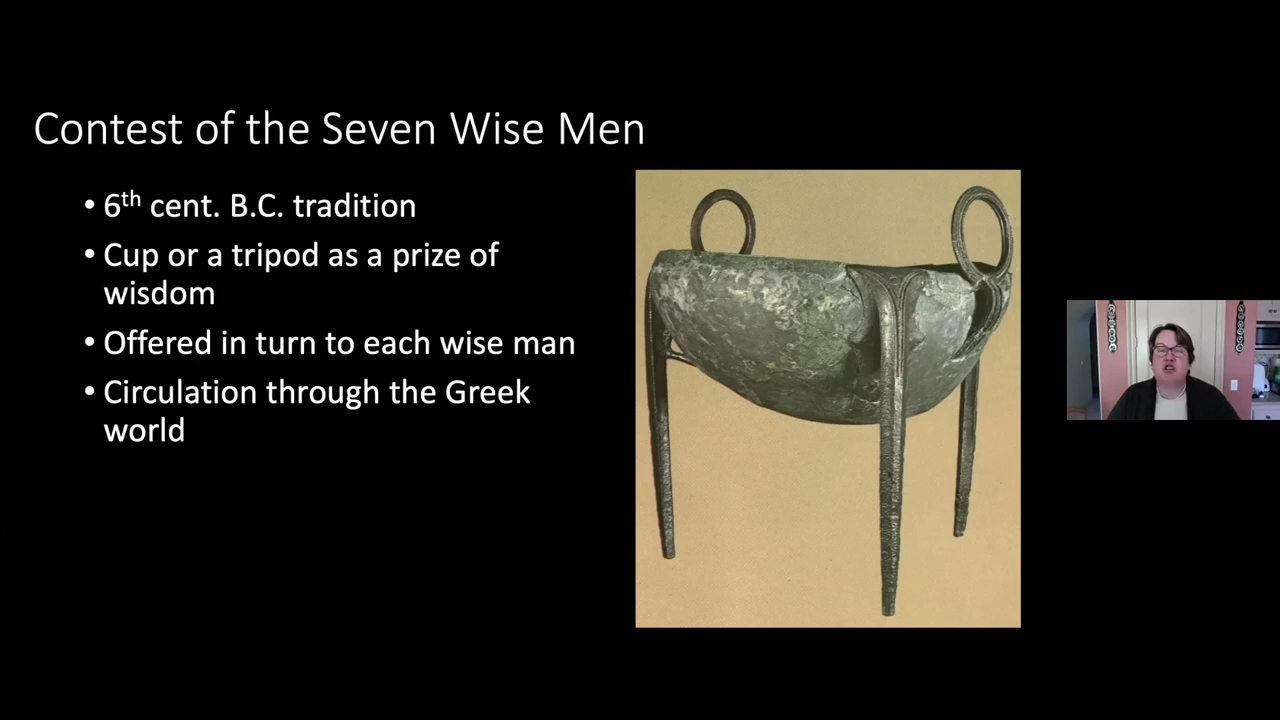 Contest of the Seven Wise Men
• 6th cent. B.C. tradition
• Cup or a tripod as a prize of
wisdom
• Offered in turn to each wise man
• Circulation through the Greek
world